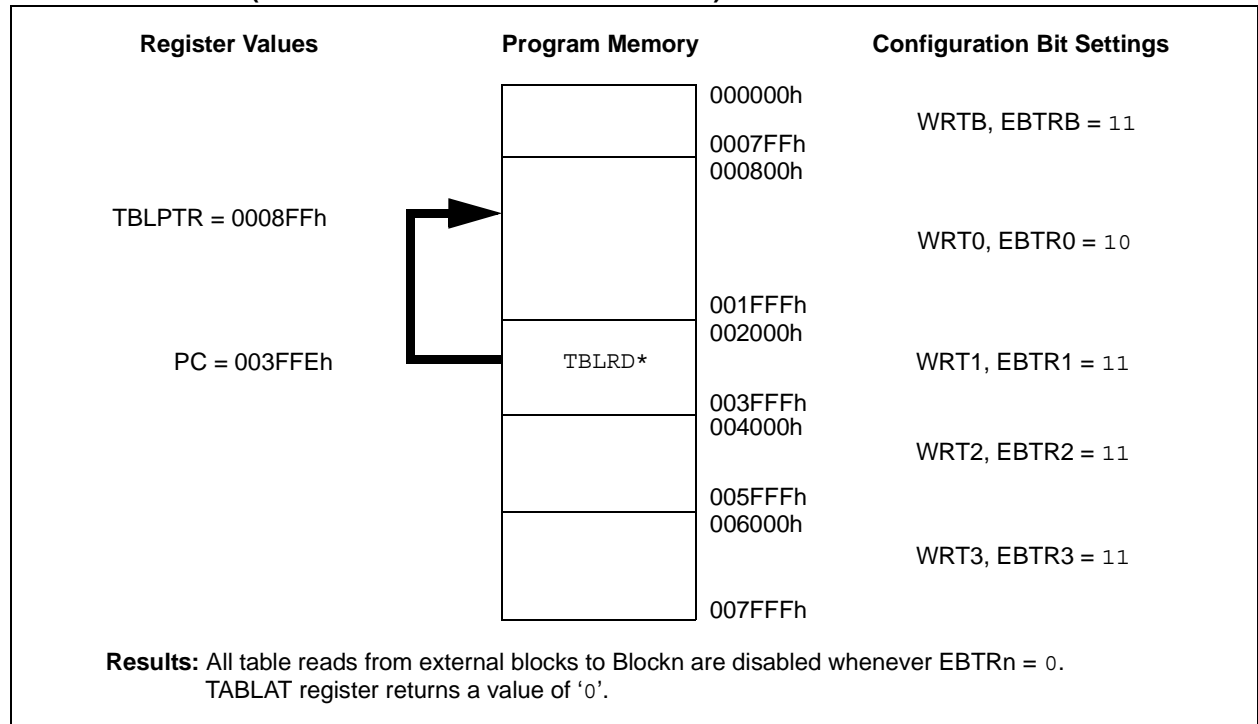 Register Values Program Memory Configuration Bit Settings
000000h
WRTB, EBTRB = 11
0007FFh
000800h
TBLPTR = 0008FFh
WRT0, EBTR0 = 10
001FFFh
002000h
PC = 003FFEh TBLRD* WRT1, EBTR1 = 11
003FFFh
004000h
WRT2, EBTR2 = 11
005FFFh
006000h
WRT3, EBTR3 = 11
007FFFh
Results: All table reads from external blocks to Blockn are disabled whenever EBTRn = 0.
TABLAT register returns a value of ‘0’.